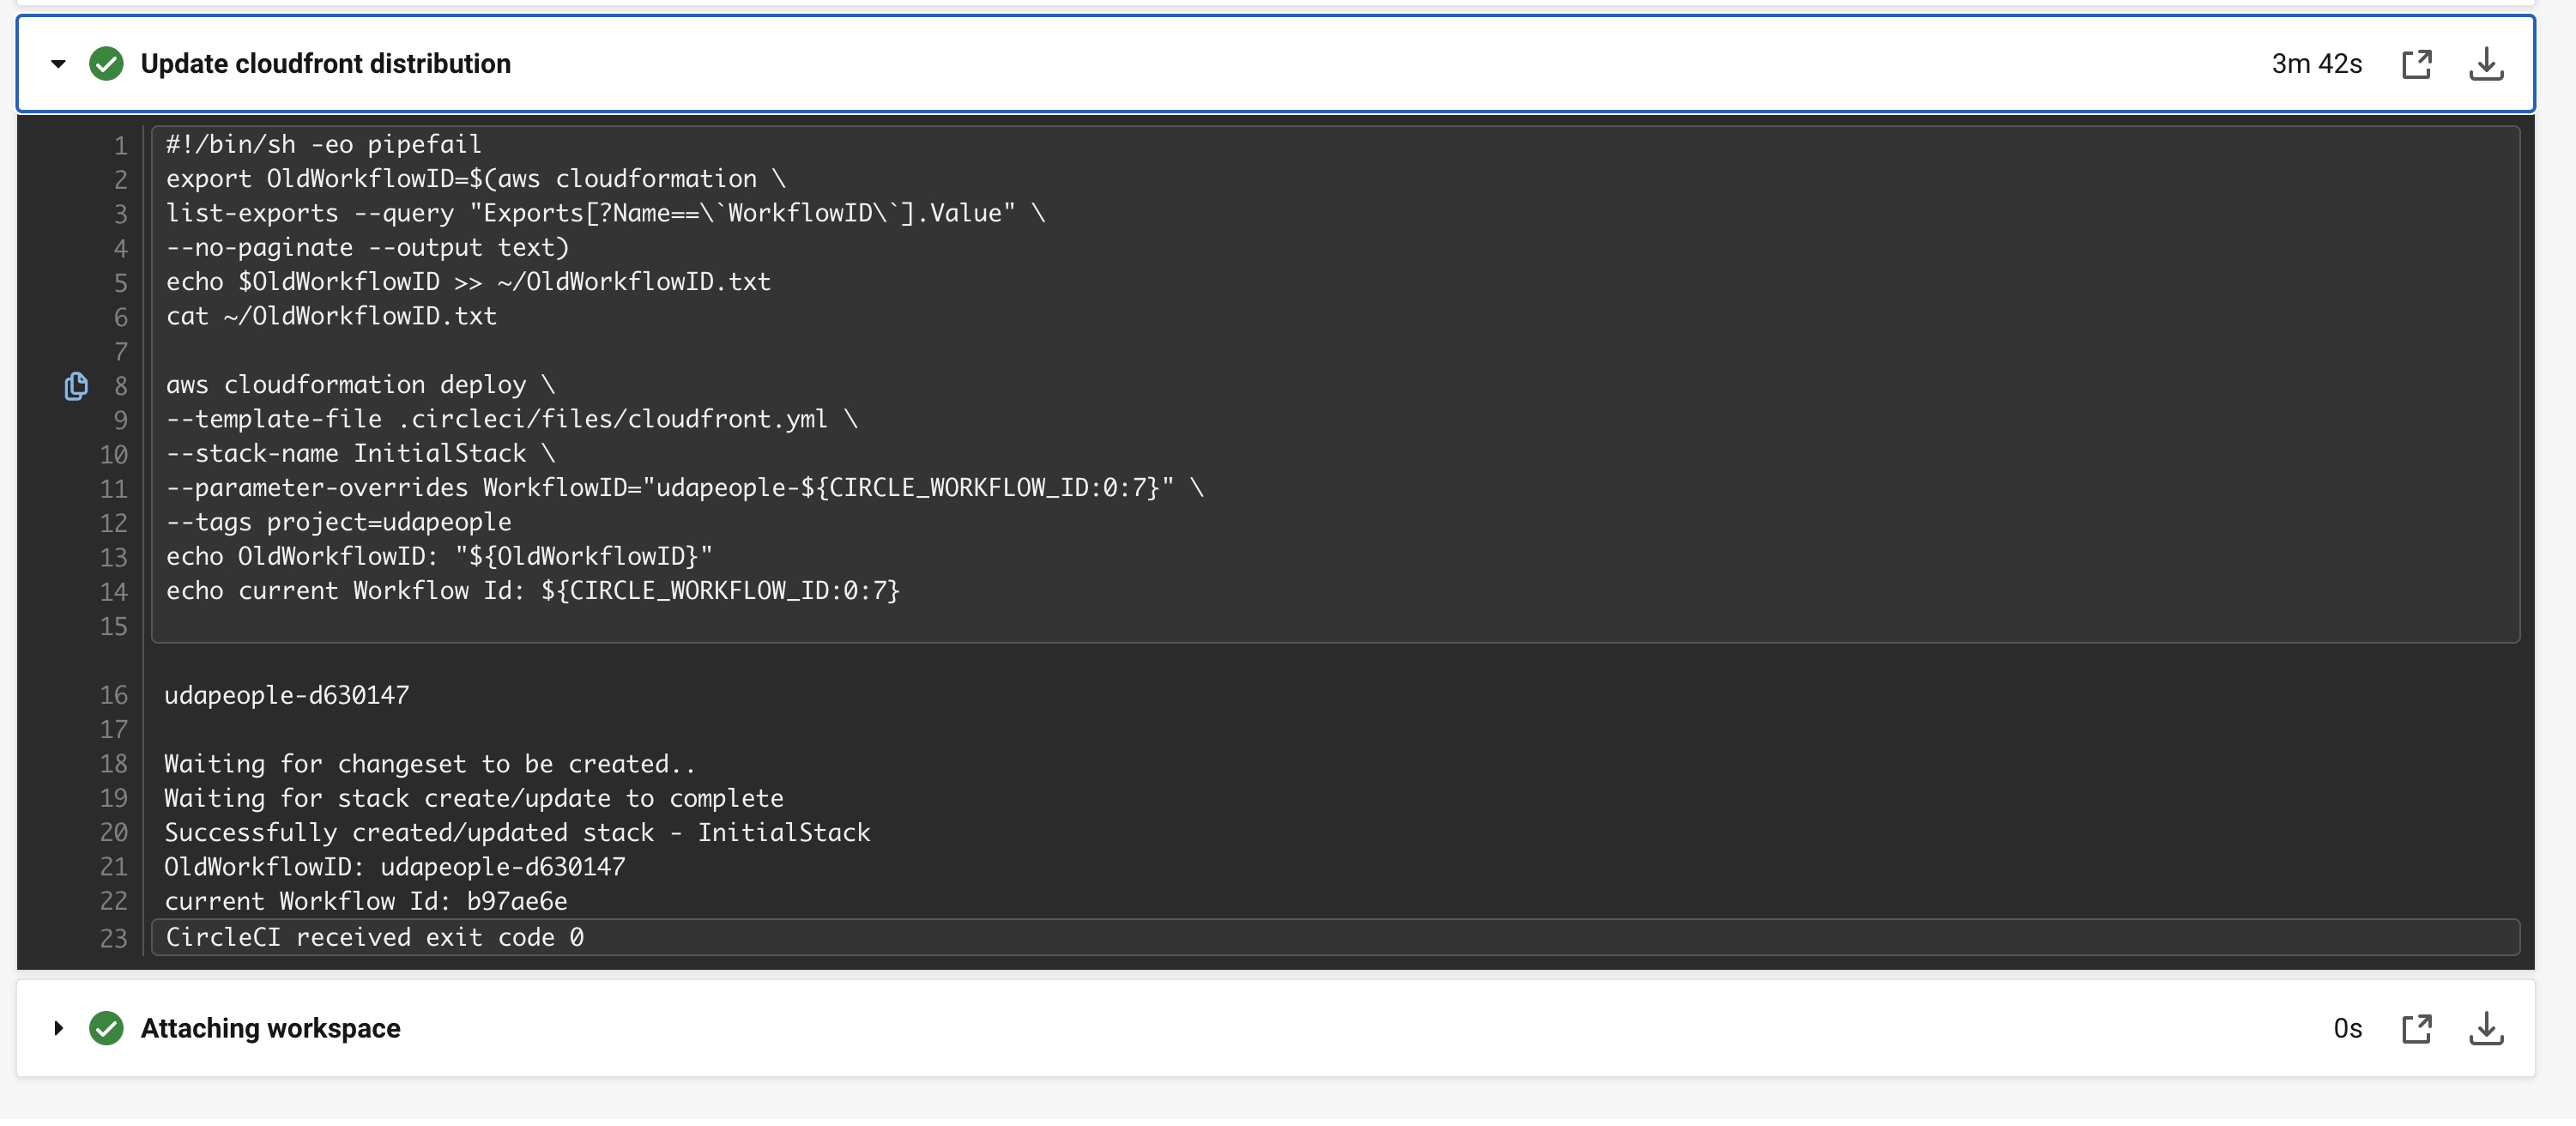 Update cloudfront distribution 3m 42s
1 #!/bin/sh -eo pipefail
2 export OldWorkflowID=$(aws cloudformation \
3 list-exports --query "Exports[?Name==\`WorkflowID\`].Value" \
4 --no-paginate --output text)
5 echo $OldWorkflowID >> ~/OldWorkflowID.txt
6 cat ~/OldWorkflowID.txt
7
8 aws cloudformation deploy \
9 --template-file .circleci/files/cloudfront.yml \
10 --stack-name InitialStack \
11 --parameter-overrides WorkflowID="udapeople-${CIRCLE_WORKFLOW_ID:0:7}" \
12 --tags project=udapeople
13 echo OldWorkflowID: "${OldWorkflowID}"
14 echo current Workflow Id: ${CIRCLE_WORKFLOW_ID:0:7}
15
16 udapeople-d630147
17
18 Waiting for changeset to be created..
19 Waiting for stack create/update to complete
20 Successfully created/updated stack - InitialStack
21 OldWorkflowID: udapeople-d630147
22 current Workflow Id: b97ae6e
23 CircleCI received exit code 0
Attaching workspace 0s